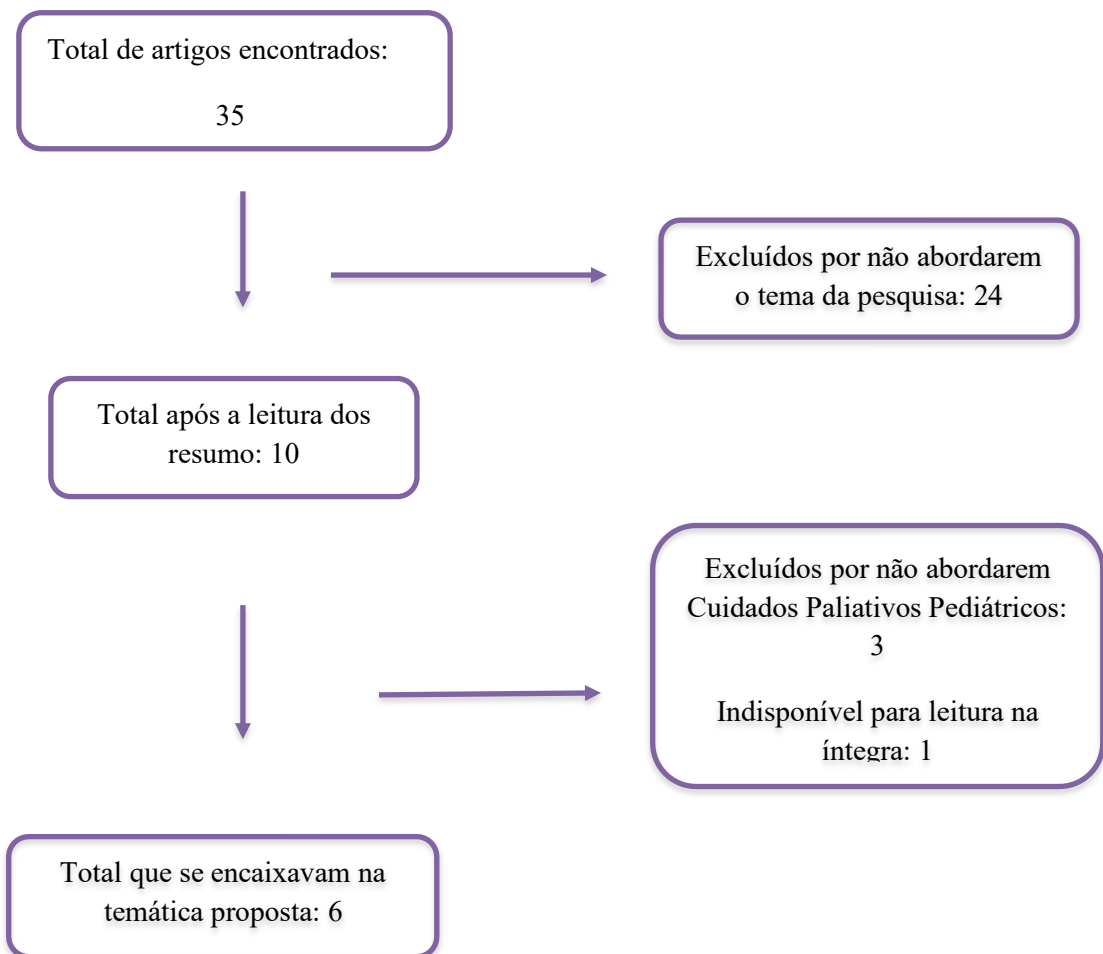 Total de artigos encontrados:
35
Excluídos por não abordarem
o tema da pesquisa: 24
Total após a leitura dos
resumo: 10
Excluídos por não abordarem
Cuidados Paliativos Pediátricos:
3
Indisponível para leitura na
íntegra: 1
Total que se encaixavam na
temática proposta: 6